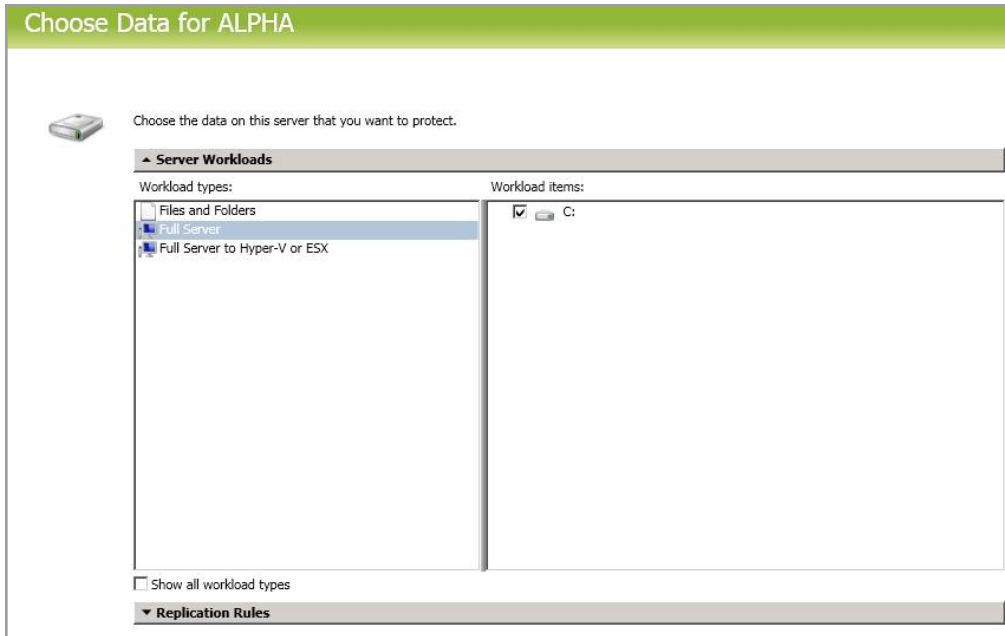 Choose Data for ALPHA
Choose the data on this server that you want to protect.
Server Workloads
Workload types:
Workload items:
Files and Folders
Full Server
Full Server to Hyper-V or ESX
C:
Show all workload types
Replication Rules